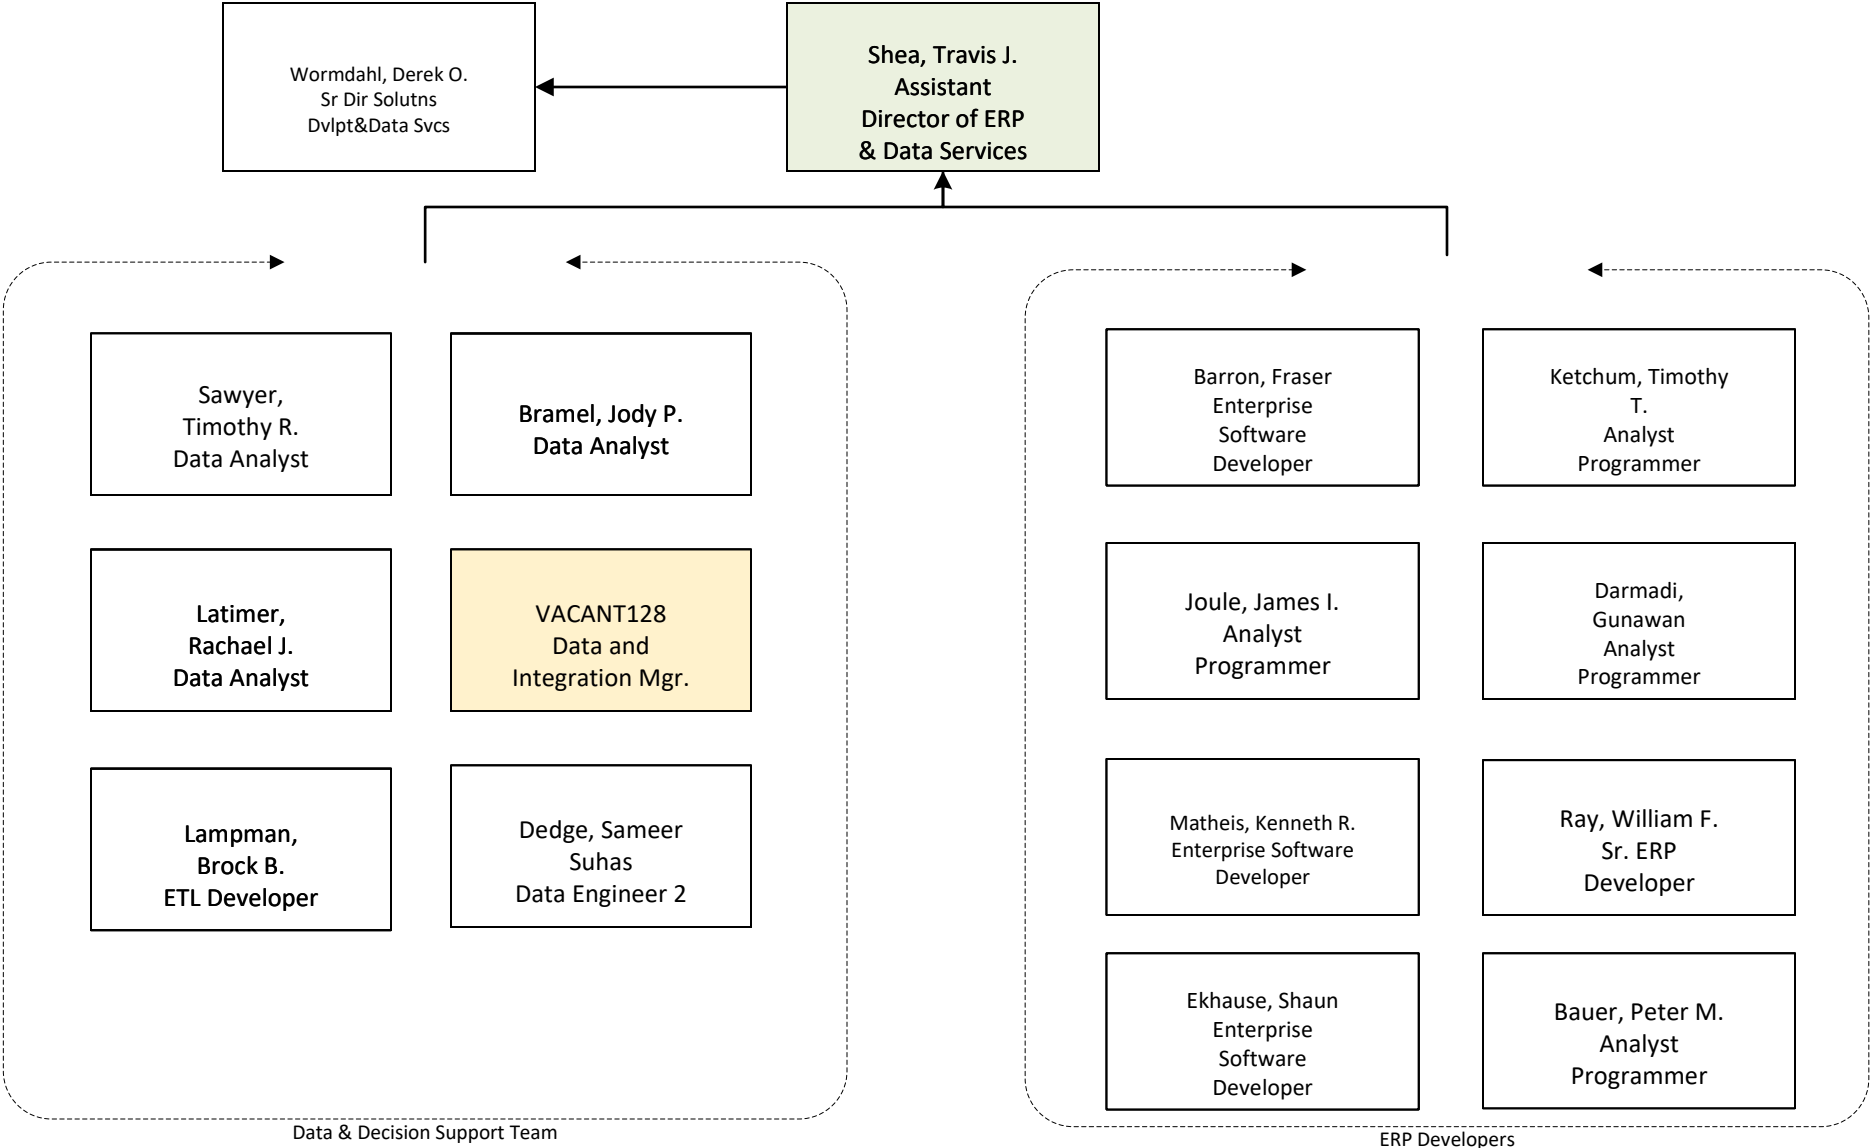 Wormdahl, Derek O.
Sr Dir Solutns
Dvlpt&Data Svcs
Shea, Travis J.
Assistant
Director of ERP
& Data Services
Sawyer,
Timothy R.
Data Analyst
Bramel, Jody P.
Data Analyst
Latimer,
Rachael J.
Data Analyst
VACANT128
Data and
Integration Mgr.
Lampman,
Brock B.
ETL Developer
Dedge, Sameer
Suhas
Data Engineer 2
Data & Decision Support Team
Barron, Fraser
Enterprise
Software
Developer
Ketchum, Timothy
T.
Analyst
Programmer
Joule, James I.
Analyst
Programmer
Darmadi,
Gunawan
Analyst
Programmer
Matheis, Kenneth R.
Enterprise Software
Developer
Ray, William F.
Sr. ERP
Developer
Ekhause, Shaun
Enterprise
Software
Developer
Bauer, Peter M.
Analyst
Programmer
ERP Developers